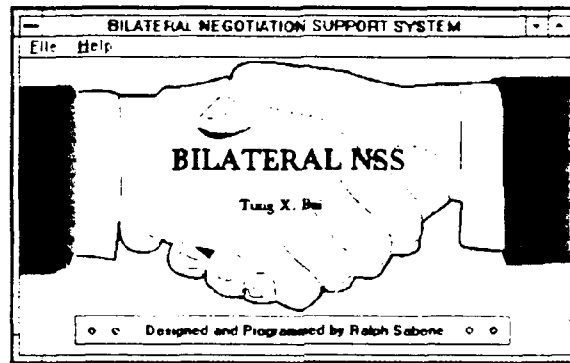 BILATERAL NEGOTIATION SUPPORT SYSTEM
File Help
BILATERAL NSS
Tung X. Bui
Designed and Programmed by Ralph Sabene